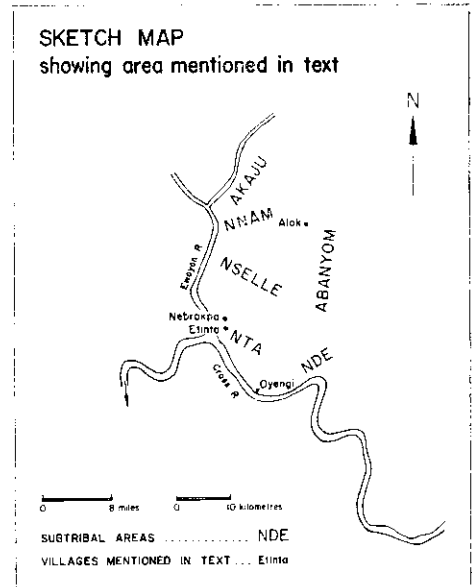 SKETCH MAP
showing area mentioned in text
N
AKAJU
NNAM
Alok
ABANYOM
NSELLE
Ewayon R
Nebrokpa
Etinta
NTA
NDE
Cross R
Oyengi
0 8 miles 0 10 kilometres
SUBTRIBAL AREAS ............ NDE
VILLAGES MENTIONED IN TEXT ... Etinta